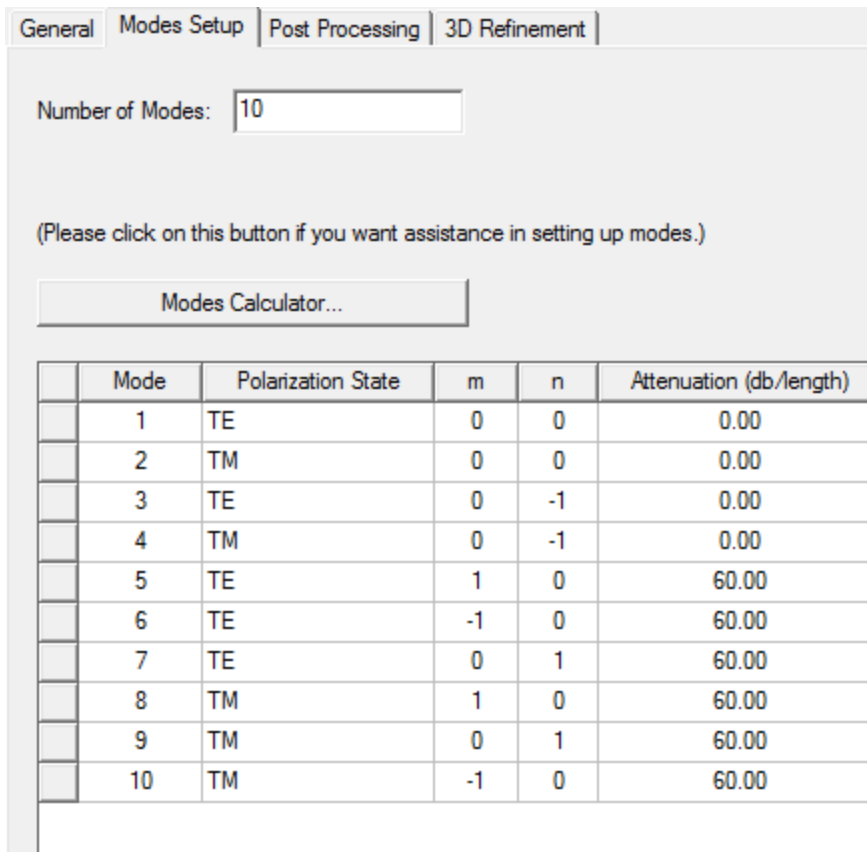 General Modes Setup Post Processing 3D Refinement
Number of Modes: 10
(Please click on this button if you want assistance in setting up modes.)
Modes Calculator...
Mode Polarization State m n Attenuation (db/length)
1 TE 0 0 0.00
2 TM 0 0 0.00
3 TE 0 -1 0.00
4 TM 0 -1 0.00
5 TE 1 0 60.00
6 TE -1 0 60.00
7 TE 0 1 60.00
8 TM 1 0 60.00
9 TM 0 1 60.00
10 TM -1 0 60.00